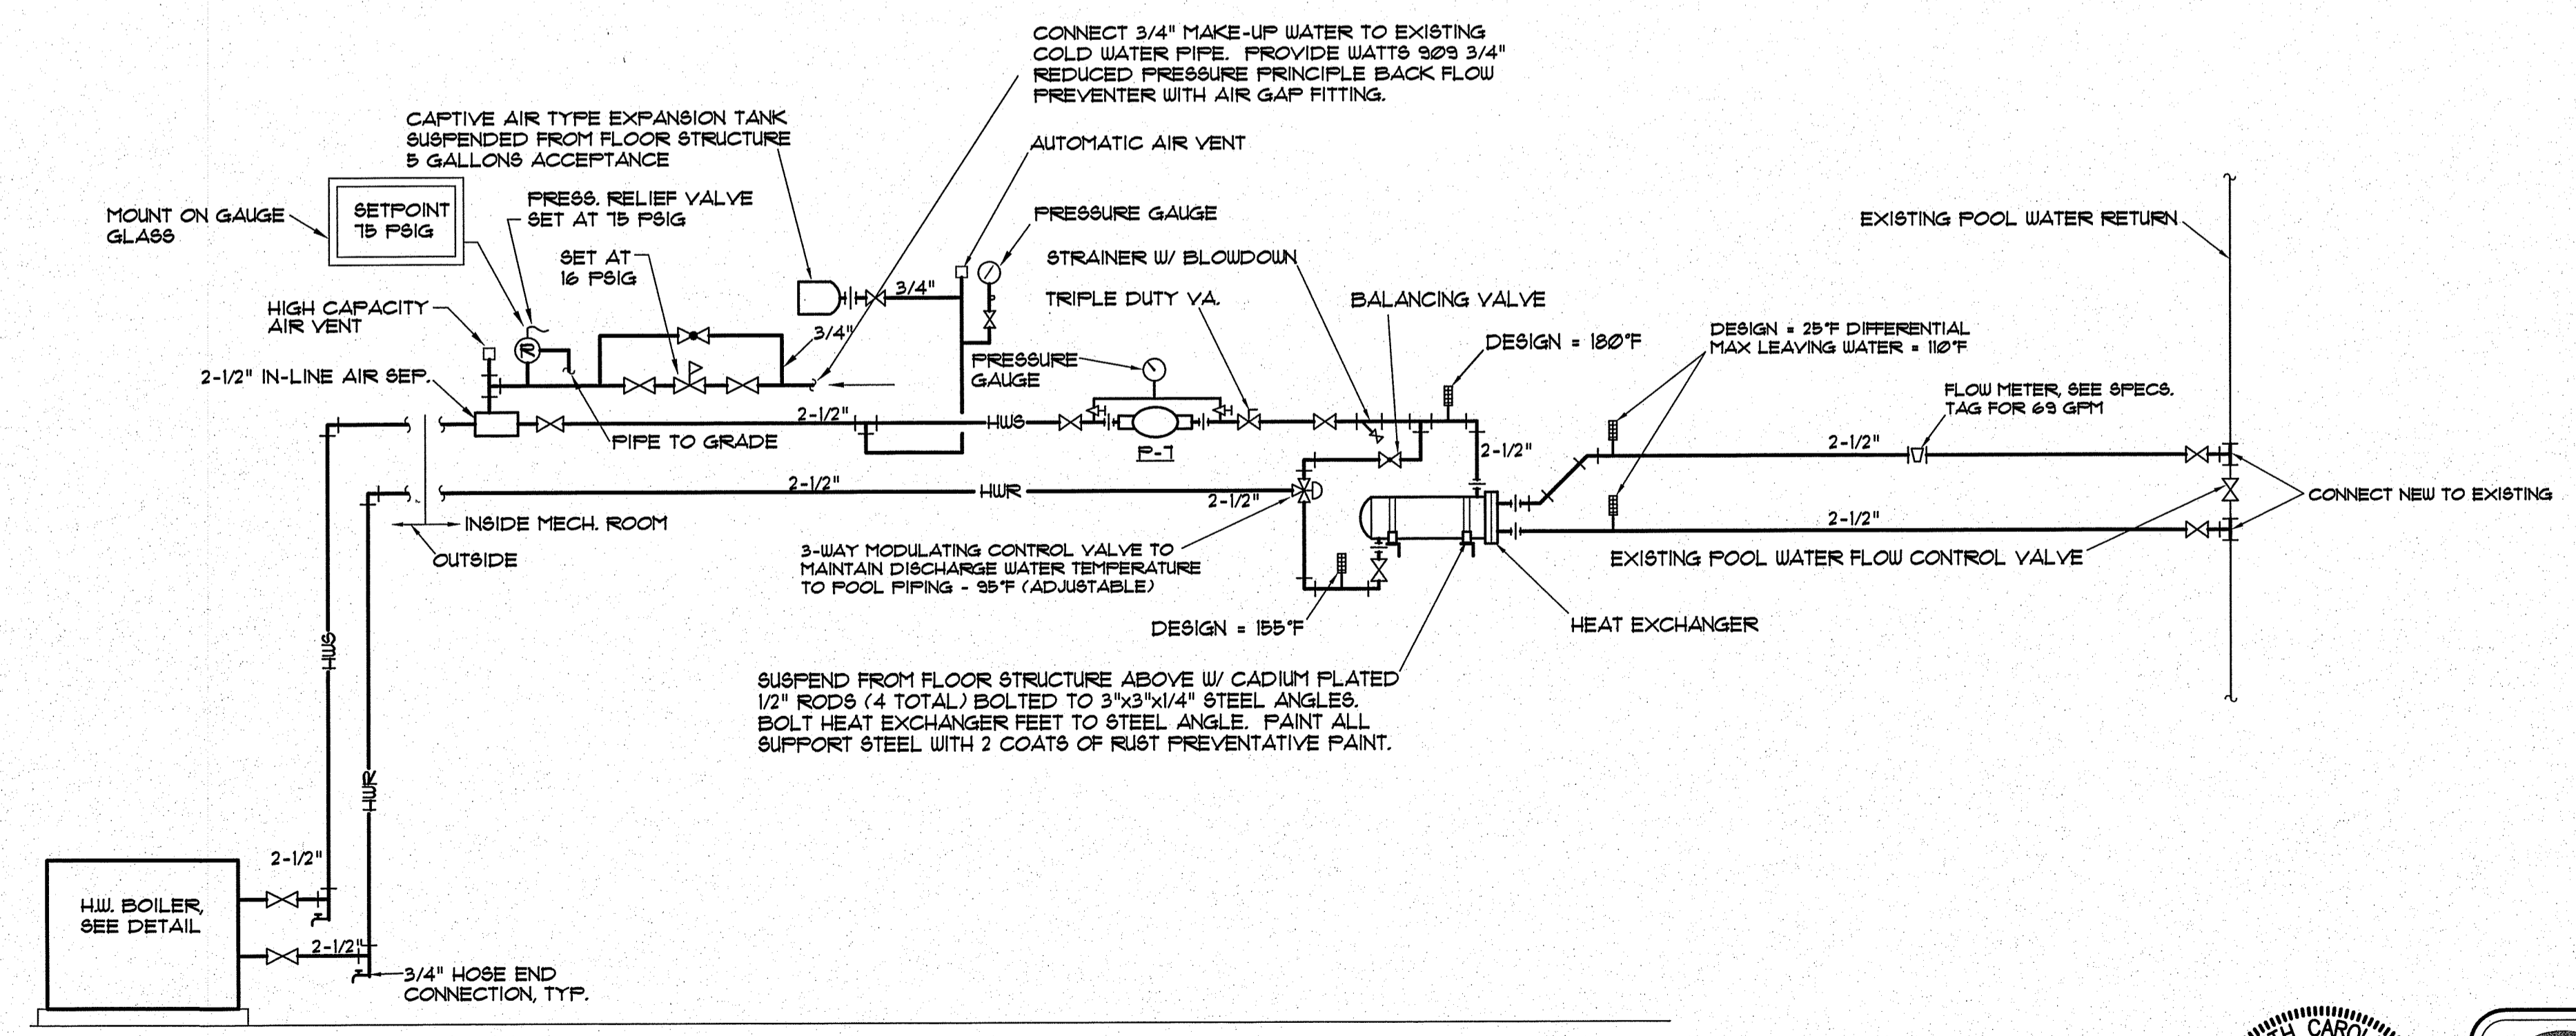 CONNECT 3/4" MAKE-UP WATER TO EXISTING
COLD WATER PIPE. PROVIDE WATTS 909 3/4"
REDUCED PRESSURE PRINCIPLE BACK FLOW
PREVENTER WITH AIR GAP FITTING.
CAPTIVE AIR TYPE EXPANSION TANK
SUSPENDED FROM FLOOR STRUCTURE
5 GALLONS ACCEPTANCE
AUTOMATIC AIR VENT
MOUNT ON GAUGE
GLASS
SETPOINT
75 PSIG
PRESS. RELIEF VALVE
SET AT 75 PSIG
PRESSURE GAUGE
EXISTING POOL WATER RETURN
SET AT
16 PSIG
STRAINER W/ BLOWDOWN
3/4"
TRIPLE DUTY VA.
BALANCING VALVE
HIGH CAPACITY
AIR VENT
3/4"
R
DESIGN = 180°F
DESIGN = 25°F DIFFERENTIAL
MAX LEAVING WATER = 110°F
PRESSURE
GAUGE
2-1/2" IN-LINE AIR SEP.
FLOW METER, SEE SPECS.
TAG FOR 69 GPM
2-1/2"
HWS
PIPE TO GRADE
P-7
2-1/2"
2-1/2"
2-1/2"
HWR
2-1/2"
CONNECT NEW TO EXISTING
INSIDE MECH. ROOM
2-1/2"
OUTSIDE
3-WAY MODULATING CONTROL VALVE TO
MAINTAIN DISCHARGE WATER TEMPERATURE
TO POOL PIPING - 95°F (ADJUSTABLE)
EXISTING POOL WATER FLOW CONTROL VALVE
DESIGN = 155°F
HEAT EXCHANGER
HWS
SUSPEND FROM FLOOR STRUCTURE ABOVE W/ CADIUM PLATED
1/2" RODS (4 TOTAL) BOLTED TO 3"x3"x1/4" STEEL ANGLES.
BOLT HEAT EXCHANGER FEET TO STEEL ANGLE. PAINT ALL
SUPPORT STEEL WITH 2 COATS OF RUST PREVENTATIVE PAINT.
HWR
2-1/2"
H.W. BOILER,
SEE DETAIL
2-1/2"
3/4" HOSE END
CONNECTION, TYP.